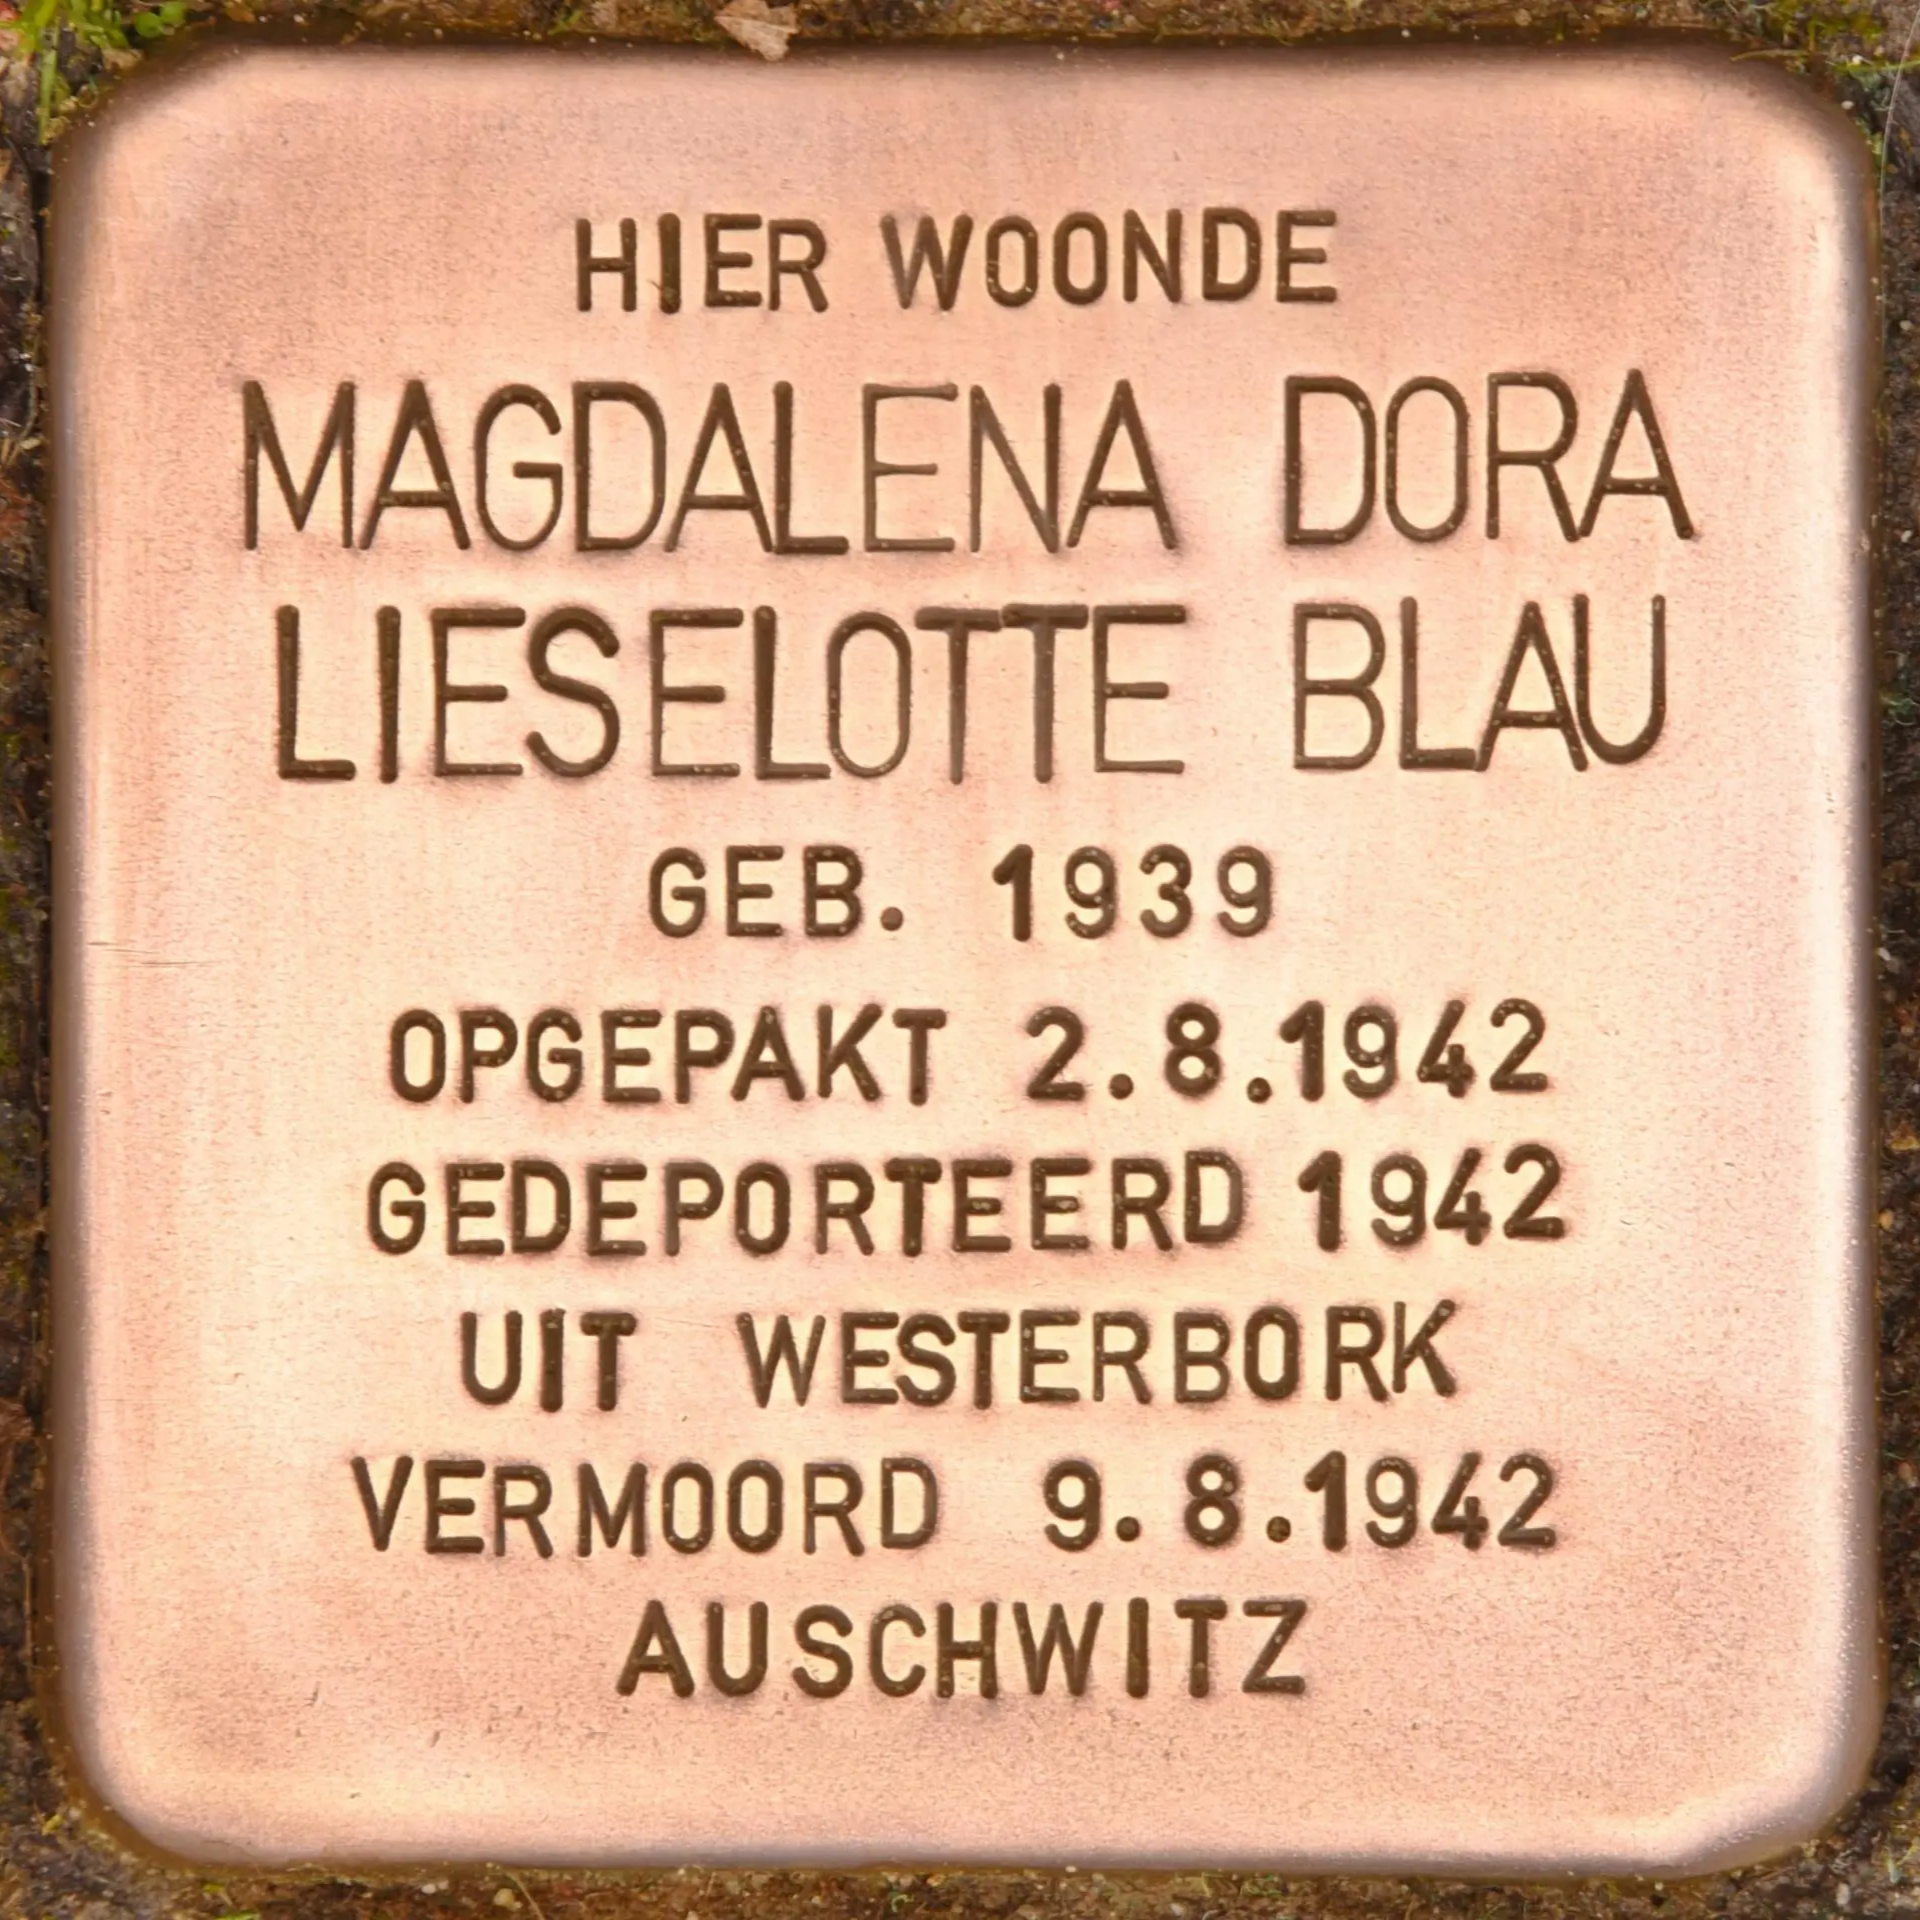 HIER WOONDE
MAGDALENA DORA
LIESELOTTE BLAU
GEB. 1939
OPGEPAKT 2.8.1942
GEDEPORTEERD 1942
UIT WESTERBORK
VERMOORD 9.8.1942
AUSCHWITZ